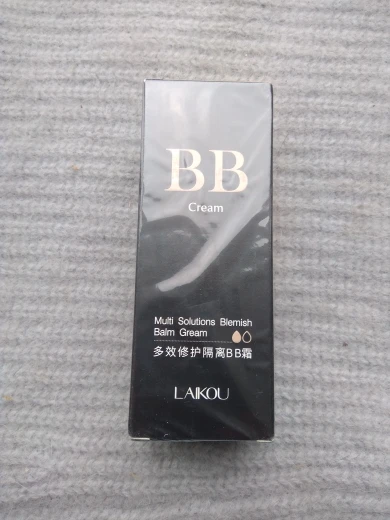 BB
Cream
Multi Solutions Blemish
Balm Gream
多效修护隔离BB霜
LAIKOU